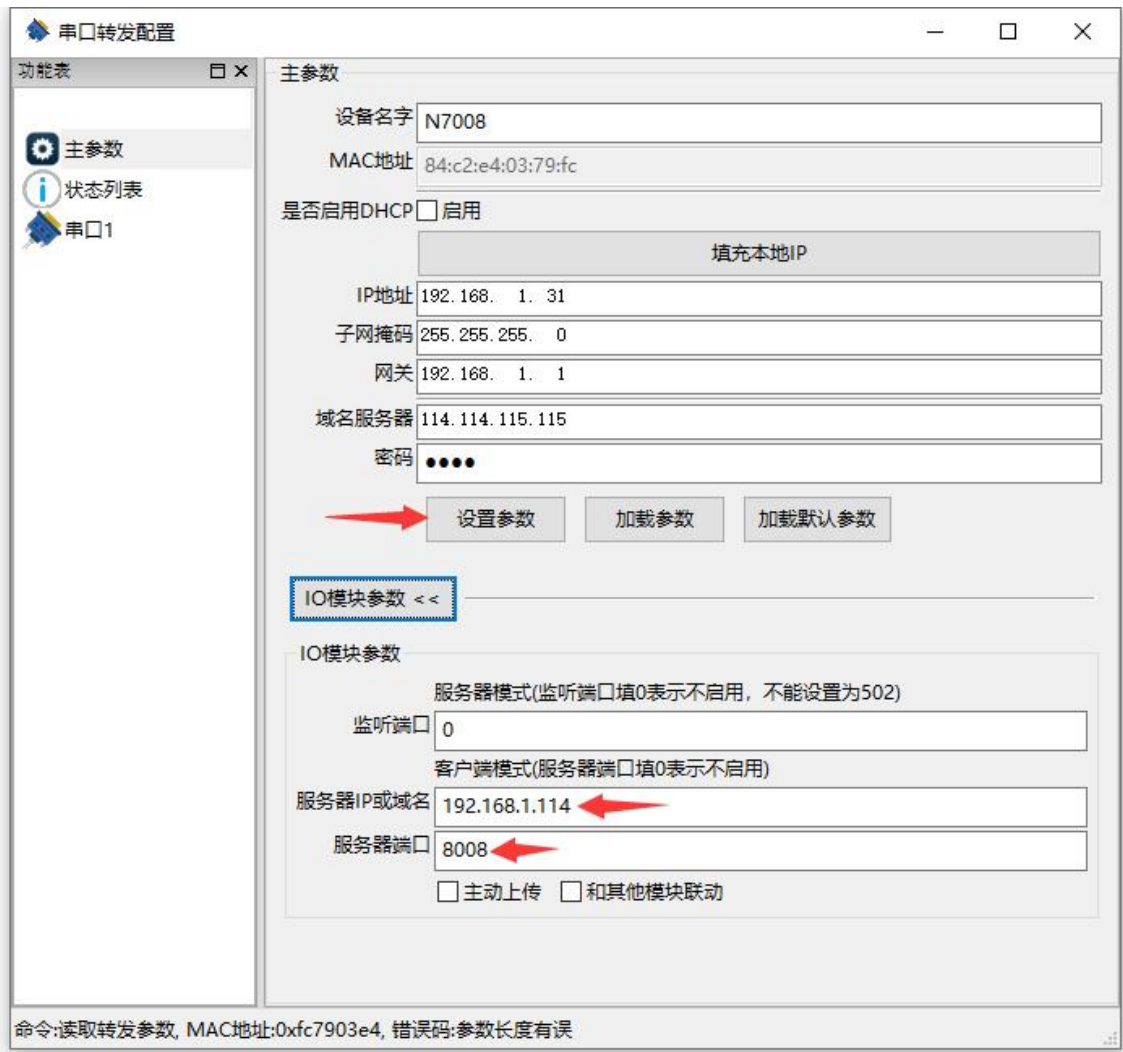 串口转发配置
功能表
主参数
状态列表
串口1
主参数
设备名字 N7008
MAC地址 84:c2:e4:03:79:fc
是否启用DHCP 启用
填充本地IP
IP地址 192.168. 1. 31
子网掩码 255.255.255. 0
网关 192.168. 1. 1
域名服务器 114.114.115.115
密码 ●●●●
设置参数 加载参数 加载默认参数
IO模块参数 <<
IO模块参数
服务器模式(监听端口填0表示不启用，不能设置为502)
监听端口 0
客户端模式(服务器端口填0表示不启用)
服务器IP或域名 192.168.1.114
服务器端口 8008
主动上传 和其他模块联动
命令:读取转发参数, MAC地址:0xfc7903e4, 错误码:参数长度有误